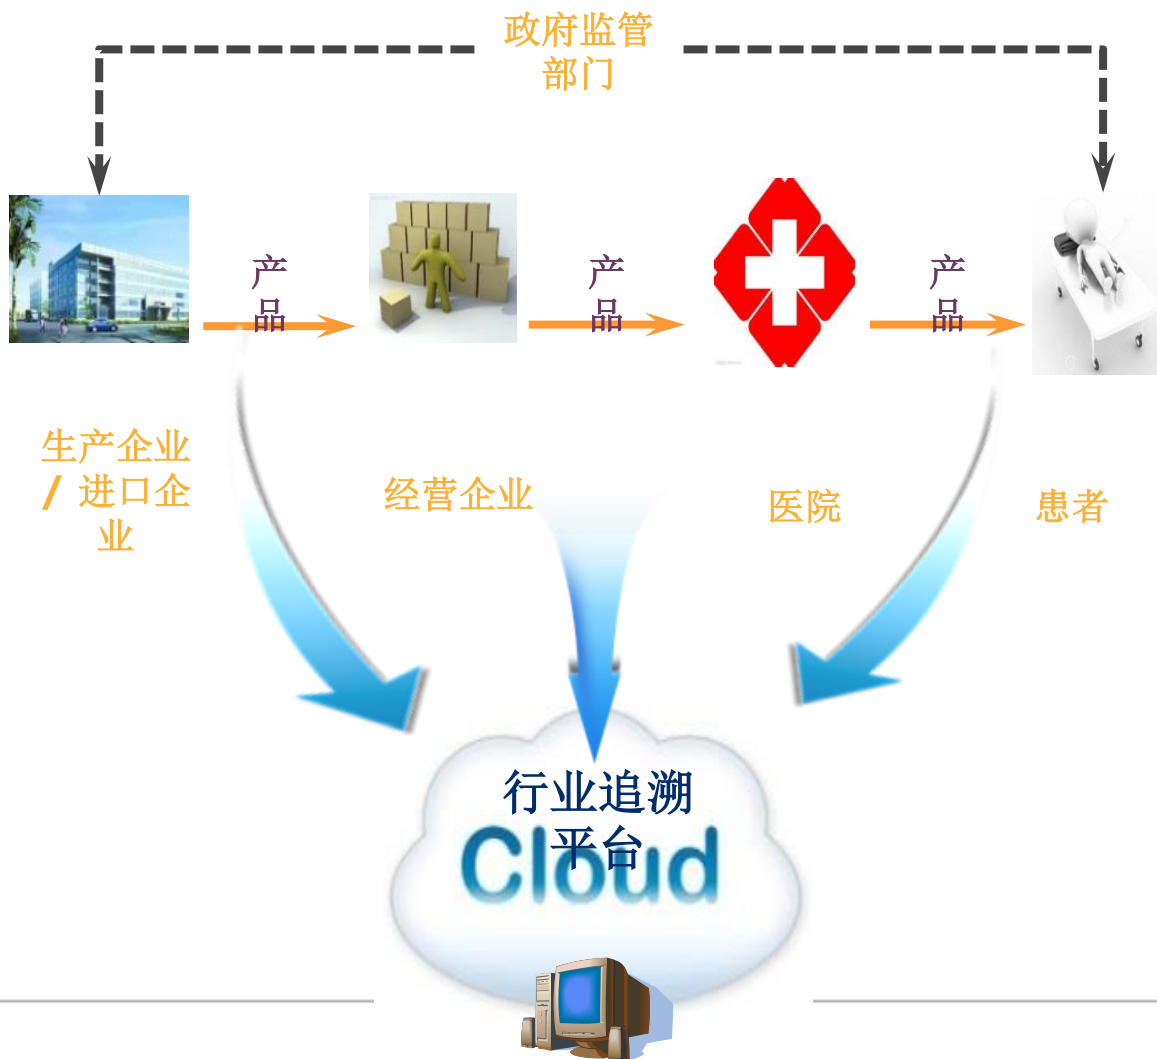 政府监管
部门
产
品
产
品
产
品
生产企业
/ 进口企
业
经营企业
医院
患者
行业追溯
平台
Cloud